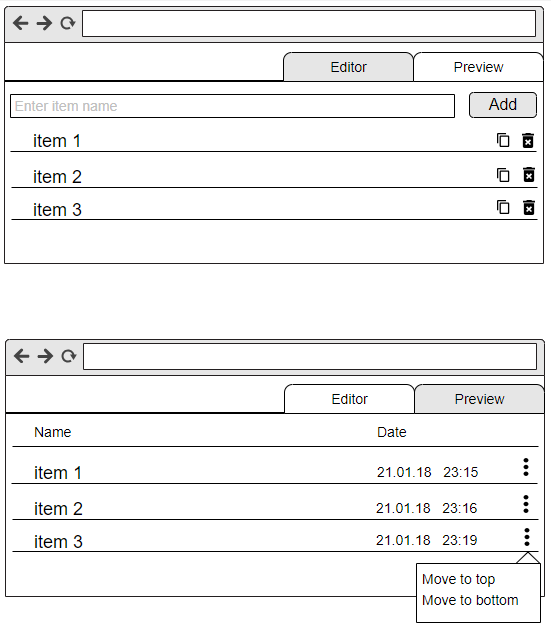 Editor Preview
Enter item name Add
item 1
item 2
item 3
Editor Preview
Name Date
item 1 21.01.18 23:15
item 2 21.01.18 23:16
item 3 21.01.18 23:19
Move to top
Move to bottom